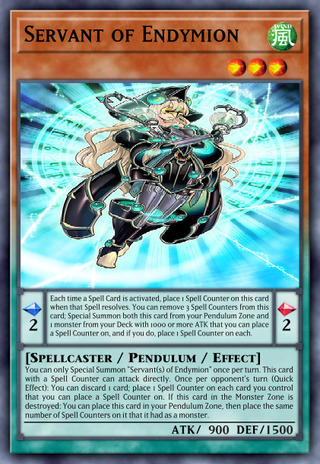 Servant of Endymion
WIND
風
Each time a Spell Card is activated, place 1 Spell Counter on this card
when that Spell resolves. You can remove 3 Spell Counters from this
card; Special Summon both this card from your Pendulum Zone and
1 monster from your Deck with 1000 or more ATK that you can place
a Spell Counter on, and if you do, place 1 Spell Counter on each.
2
2
[Spellcaster / Pendulum / Effect]
You can only Special Summon "Servant(s) of Endymion" once per turn. This card
with a Spell Counter can attack directly. Once per opponent's turn (Quick
Effect): You can discard 1 card; place 1 Spell Counter on each card you control
that you can place a Spell Counter on. If this card in the Monster Zone is
destroyed: You can place this card in your Pendulum Zone, then place the same
number of Spell Counters on it that it had as a monster.
ATK/ 900 DEF/1500